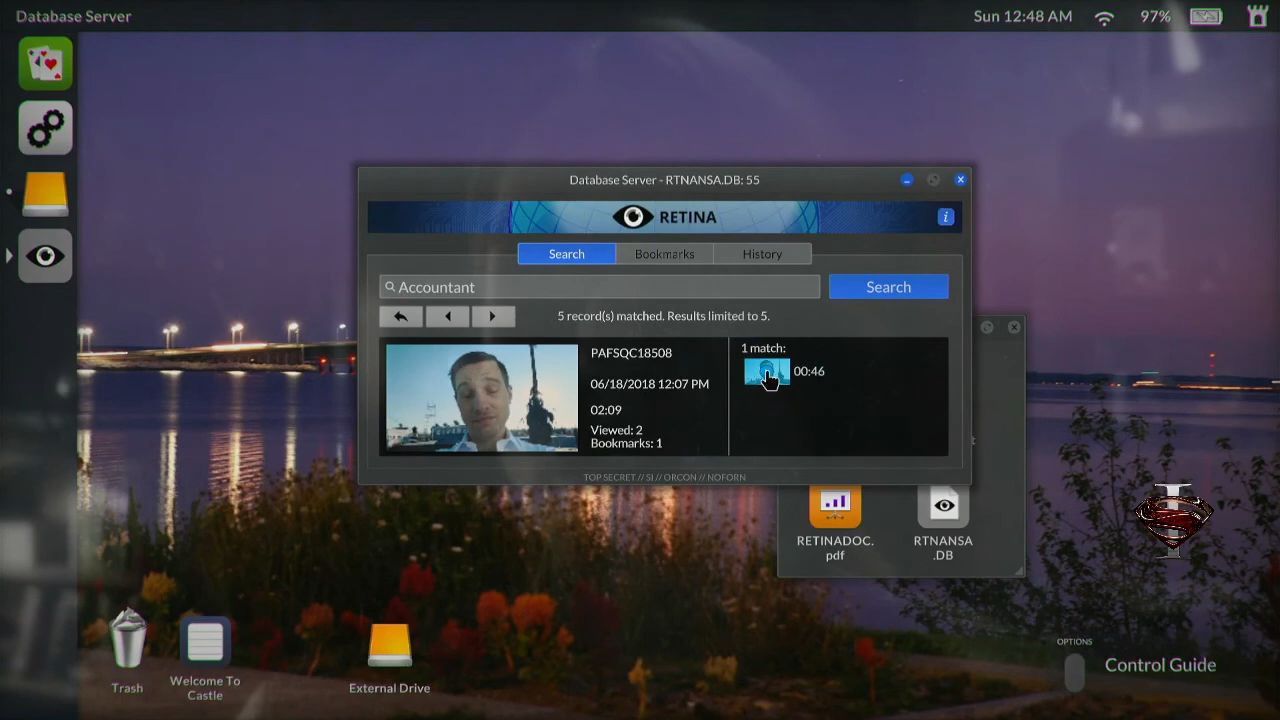 Database Server
Sun 12:48 AM
97%
Database Server - RTNANSA.DB: 55
RETINA
i
Search
Bookmarks
History
Accountant
Search
5 record(s) matched. Results limited to 5.
PAFSQC18508
06/18/2018 12:07 PM
02:09
Viewed: 2
Bookmarks: 1
1 match:
00:46
TOP SECRET // SI // ORCON // NOFORN
RETINADOC.
pdf
RTNANSA
.DB
Trash
Welcome To
Castle
External Drive
OPTIONS
Control Guide